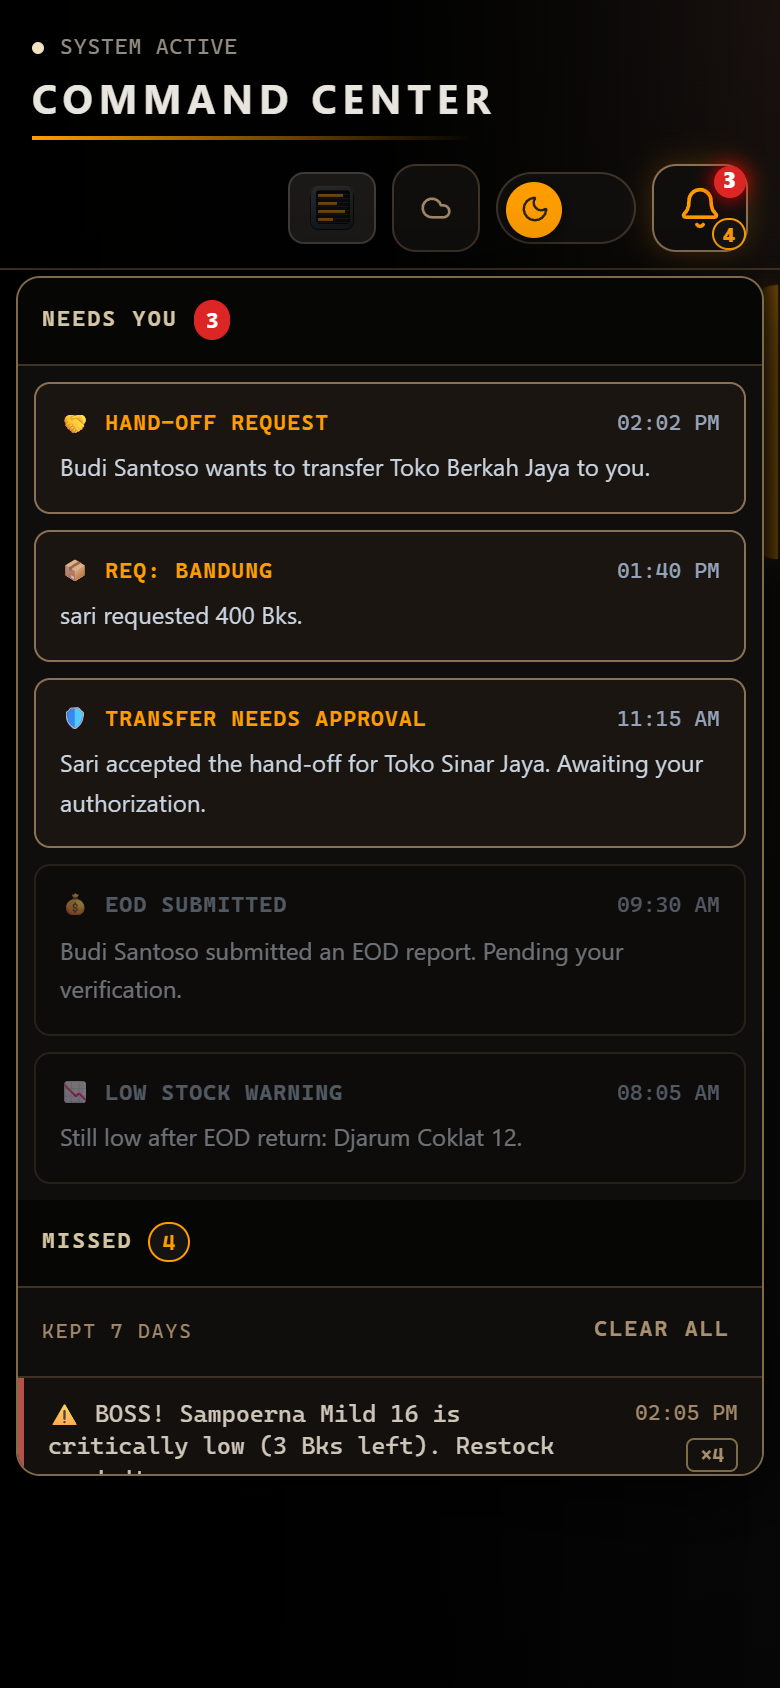 SYSTEM ACTIVE
COMMAND CENTER
3
4
NEEDS YOU 3
HAND-OFF REQUEST 02:02 PM
Budi Santoso wants to transfer Toko Berkah Jaya to you.
REQ: BANDUNG 01:40 PM
sari requested 400 Bks.
TRANSFER NEEDS APPROVAL 11:15 AM
Sari accepted the hand-off for Toko Sinar Jaya. Awaiting your
authorization.
EOD SUBMITTED 09:30 AM
Budi Santoso submitted an EOD report. Pending your
verification.
LOW STOCK WARNING 08:05 AM
Still low after EOD return: Djarum Coklat 12.
MISSED 4
KEPT 7 DAYS CLEAR ALL
BOSS! Sampoerna Mild 16 is 02:05 PM
critically low (3 Bks left). Restock ×4